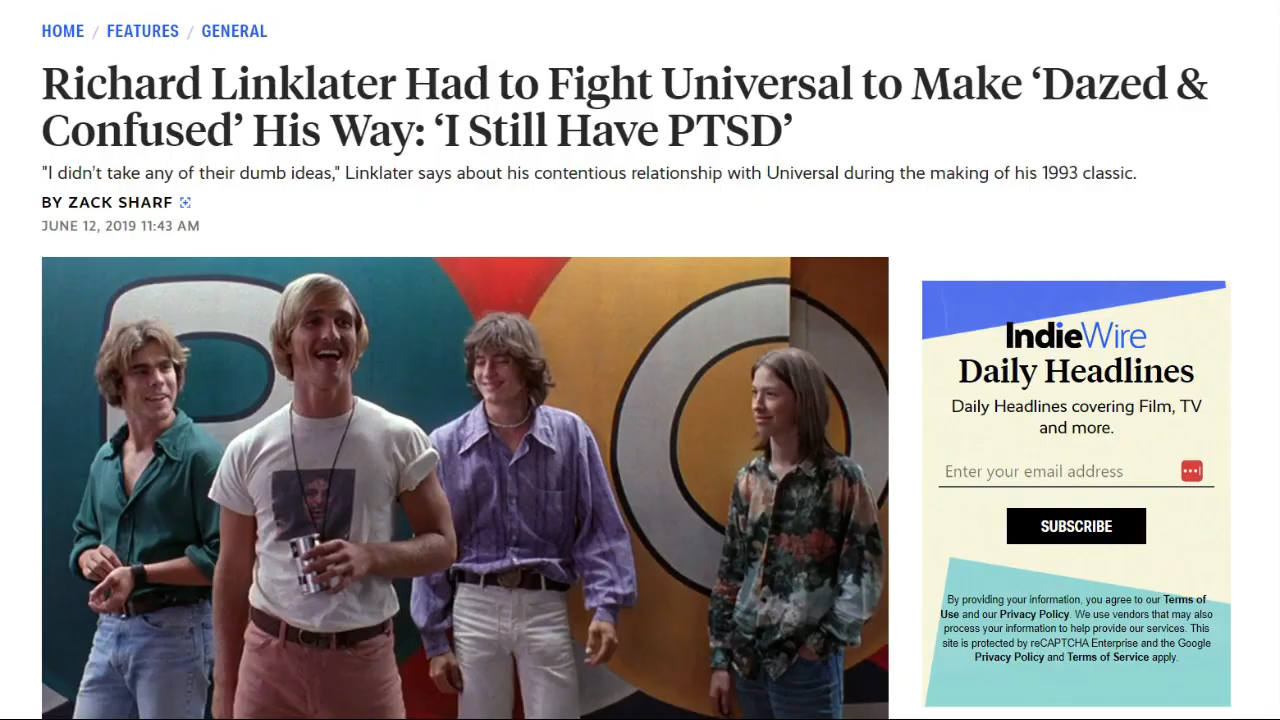 HOME / FEATURES / GENERAL
Richard Linklater Had to Fight Universal to Make ‘Dazed &
Confused’ His Way: ‘I Still Have PTSD’
"I didn’t take any of their dumb ideas," Linklater says about his contentious relationship with Universal during the making of his 1993 classic.
BY ZACK SHARF
JUNE 12, 2019 11:43 AM
IndieWire
Daily Headlines
Daily Headlines covering Film, TV
and more.
Enter your email address
SUBSCRIBE
By providing your information, you agree to our Terms of
Use and our Privacy Policy. We use vendors that may also
process your information to help provide our services. This
site is protected by reCAPTCHA Enterprise and the Google
Privacy Policy and Terms of Service apply.